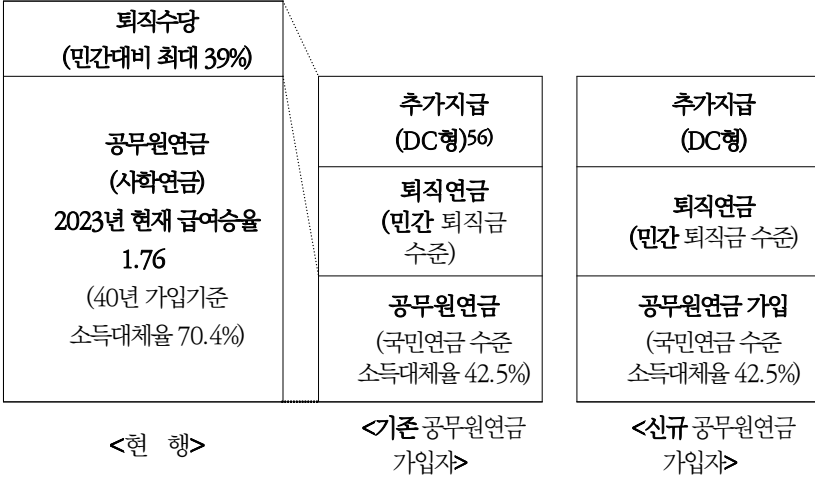 퇴직수당
(민간대비 최대 39%)
공무원연금
(사학연금)
2023년 현재 급여승율
1.76
(40년 가입기준
소득대체율 70.4%)
<현 행>
추가지급
(DC형)56)
퇴직연금
(민간 퇴직금
수준)
공무원연금
(국민연금 수준
소득대체율 42.5%)
<기존 공무원연금
가입자>
추가지급
(DC형)
퇴직연금
(민간 퇴직금 수준)
공무원연금 가입
(국민연금 수준
소득대체율 42.5%)
<신규 공무원연금
가입자>